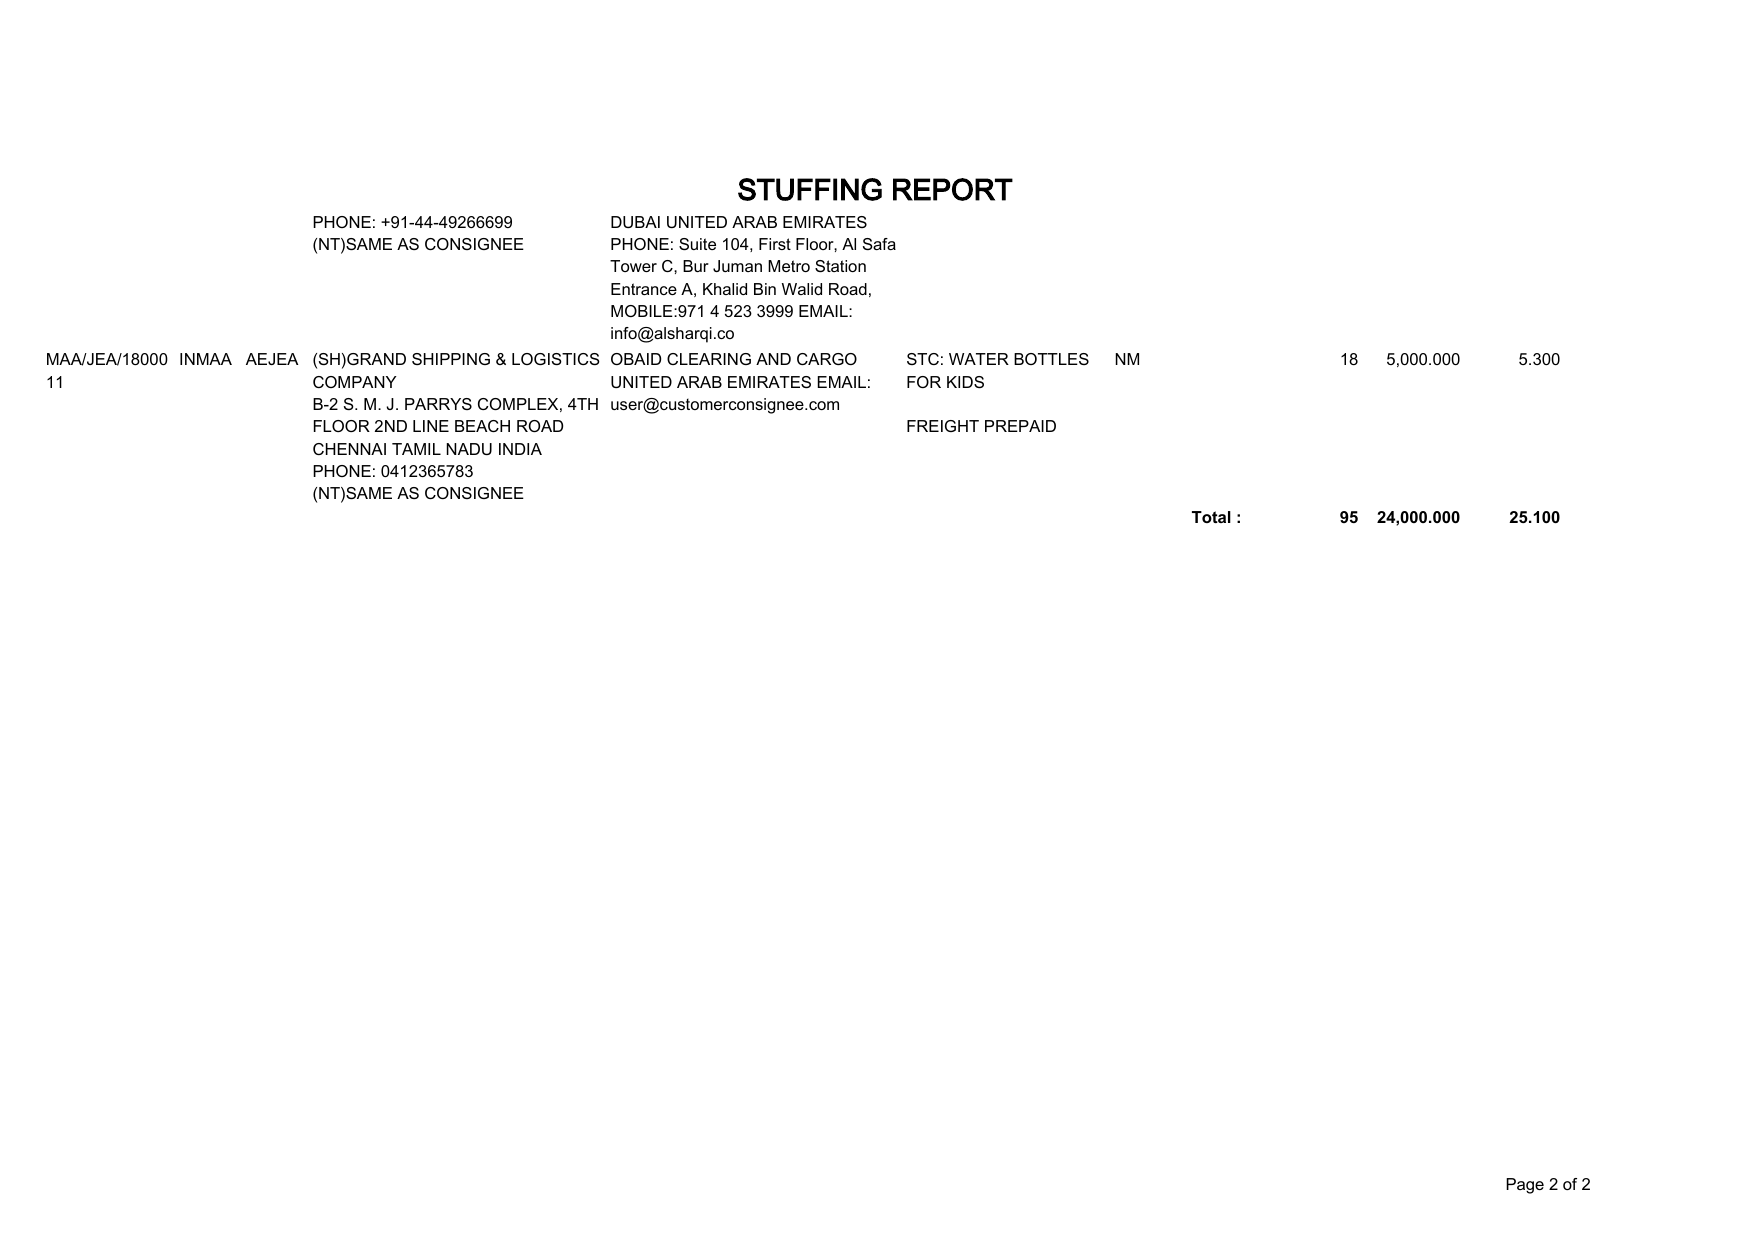 STUFFING REPORT
PHONE: +91-44-49266699 DUBAI UNITED ARAB EMIRATES
(NT)SAME AS CONSIGNEE PHONE: Suite 104, First Floor, Al Safa
Tower C, Bur Juman Metro Station
Entrance A, Khalid Bin Walid Road,
MOBILE:971 4 523 3999 EMAIL:
info@alsharqi.co
MAA/JEA/18000 INMAA AEJEA (SH)GRAND SHIPPING & LOGISTICS OBAID CLEARING AND CARGO STC: WATER BOTTLES NM 18 5,000.000 5.300
11 COMPANY UNITED ARAB EMIRATES EMAIL: FOR KIDS
B-2 S. M. J. PARRYS COMPLEX, 4TH user@customerconsignee.com
FLOOR 2ND LINE BEACH ROAD FREIGHT PREPAID
CHENNAI TAMIL NADU INDIA
PHONE: 0412365783
(NT)SAME AS CONSIGNEE
Total : 95 24,000.000 25.100
Page 2 of 2